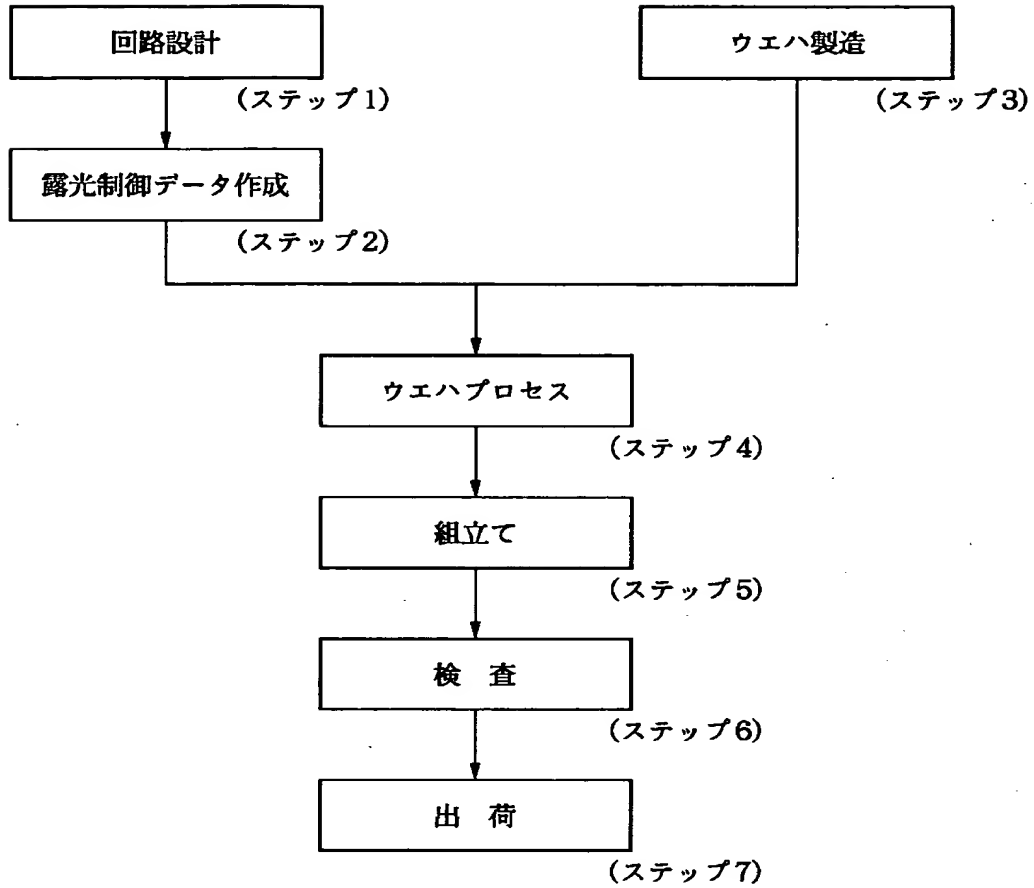 回路設計
(ステップ1)
ウエハ製造
(ステップ3)
露光制御データ作成
(ステップ2)
ウエハプロセス
(ステップ4)
組立て
(ステップ5)
検 査
(ステップ6)
出 荷
(ステップ7)